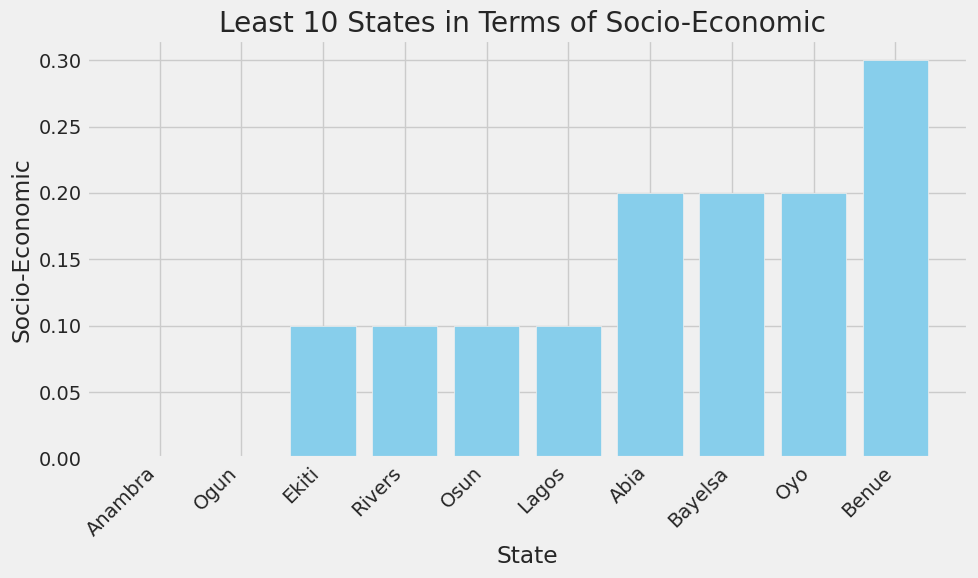 Least 10 States in Terms of Socio-Economic
Socio-Economic
0.30
0.25
0.20
0.15
0.10
0.05
0.00
Anambra
Ogun
Ekiti
Rivers
Osun
Lagos
Abia
Bayelsa
Oyo
Benue
State